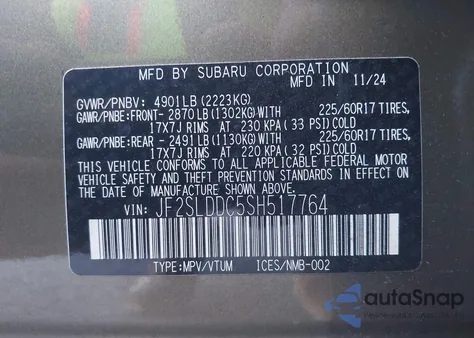 MFD BY SUBARU CORPORATION IN 11/24
GVWR/PNBV: 4901LB (2223KG)
GAWR/PNBE:FRONT- 2870LB (1302KG)WITH 225/60R17 TIRES,
17X7J RIMS AT 230 KPA (33 PSI) COLD
GAWR/PNBE:REAR - 2491LB (1130KG)WITH 225/60R17 TIRES,
17X7J RIMS AT 220 KPA (32 PSI) COLD
THIS VEHICLE CONFORMS TO ALL APPLICABLE FEDERAL MOTOR
VEHICLE SAFETY, BUMPER, AND THEFT PREVENTION STANDARDS
IN EFFECT ON THE DATE OF MANUFACTURE SHOWN ABOVE.
VIN: JF2SLDDC5SH517764
TYPE:MPV/VTUM ICES/NMB-002
autoSnap